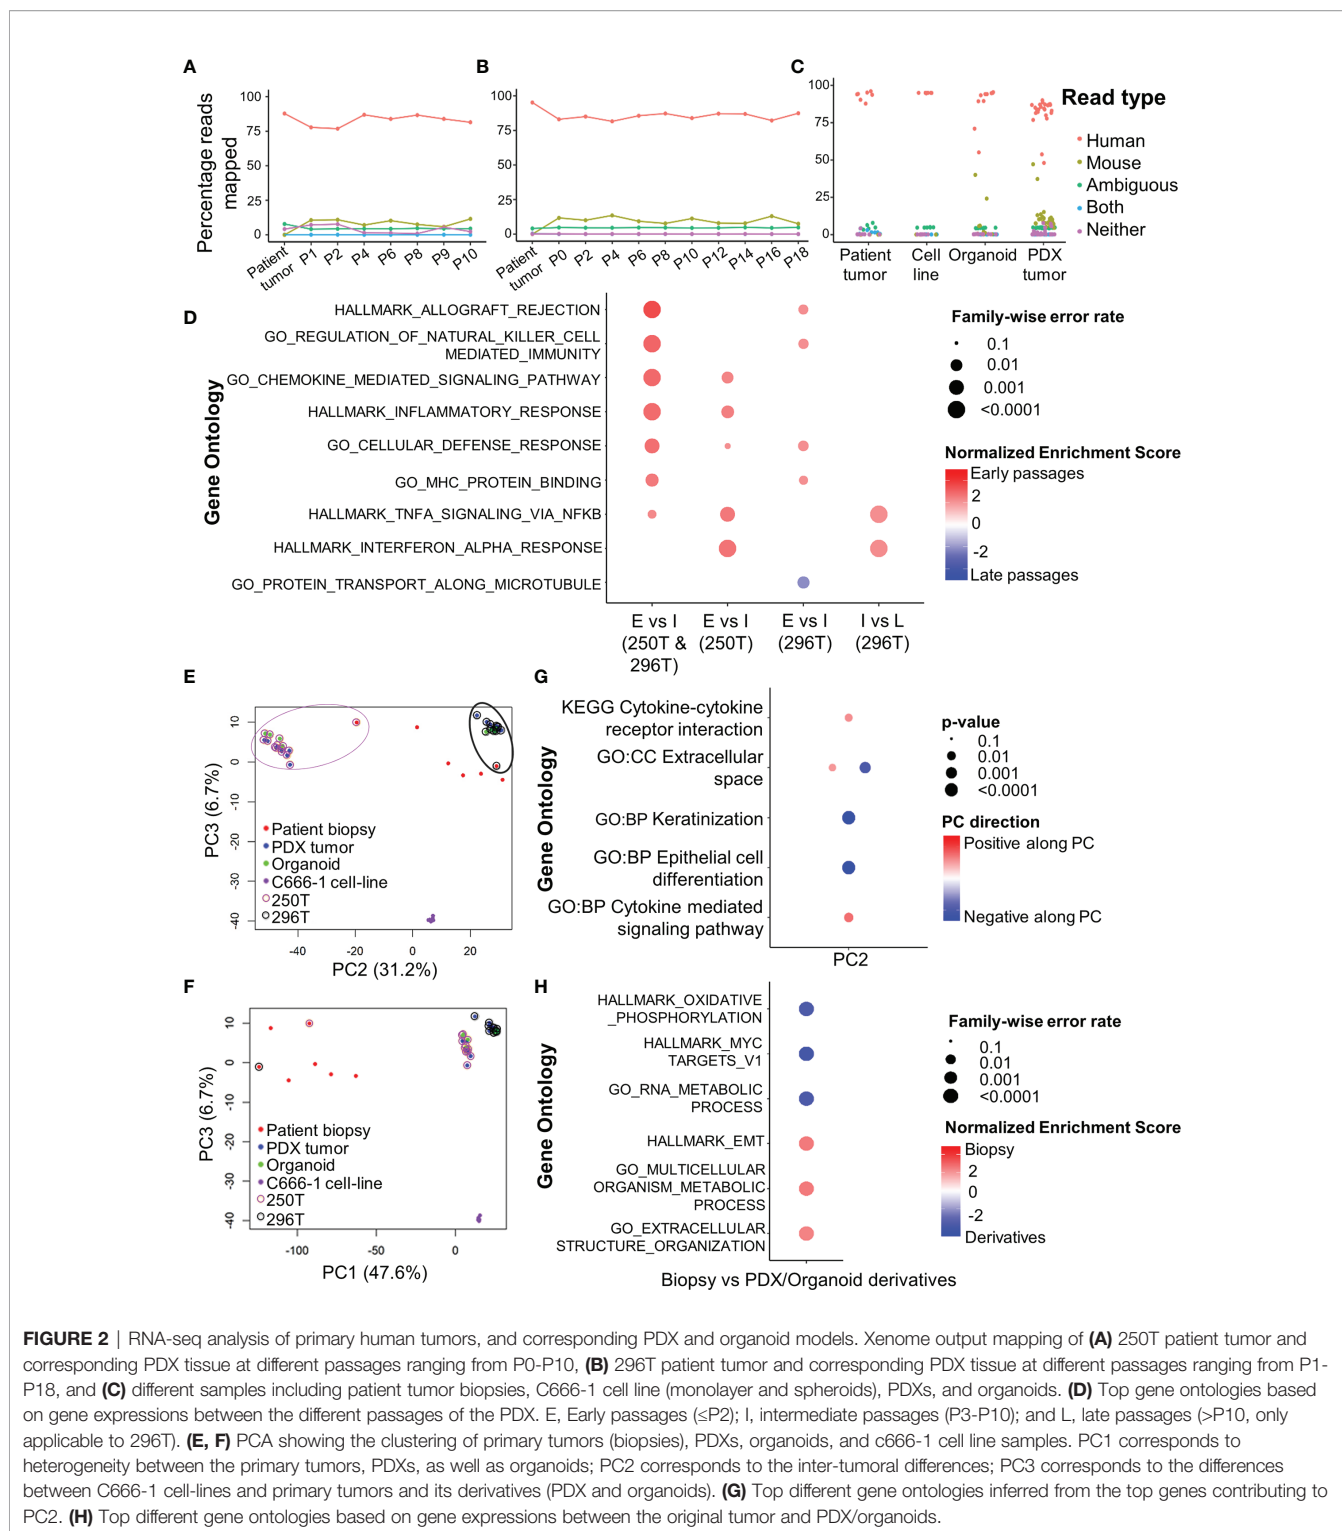 A
B
C
Percentage reads
mapped
100
75
50
25
0
Patient
tumor
P1
P2
P4
P6
P8
P9
P10
100
75
50
25
0
Patient
tumor
P0
P2
P4
P6
P8
P10
P12
P14
P16
P18
100
75
50
25
0
Patient
tumor
Cell
line
Organoid
PDX
tumor
Read type
Human
Mouse
Ambiguous
Both
Neither
D
Gene Ontology
HALLMARK_ALLOGRAFT_REJECTION
GO_REGULATION_OF_NATURAL_KILLER_CELL
MEDIATED_IMMUNITY
GO_CHEMOKINE_MEDIATED_SIGNALING_PATHWAY
HALLMARK_INFLAMMATORY_RESPONSE
GO_CELLULAR_DEFENSE_RESPONSE
GO_MHC_PROTEIN_BINDING
HALLMARK_TNFA_SIGNALING_VIA_NFKB
HALLMARK_INTERFERON_ALPHA_RESPONSE
GO_PROTEIN_TRANSPORT_ALONG_MICROTUBULE
E vs I
(250T &
296T)
E vs I
(250T)
E vs I
(296T)
I vs L
(296T)
Family-wise error rate
0.1
0.01
0.001
<0.0001
Normalized Enrichment Score
Early passages
2
0
-2
Late passages
E
PC3 (6.7%)
10
0
-10
-20
-30
-40
Patient biopsy
PDX tumor
Organoid
C666-1 cell-line
250T
296T
-40
-20
0
20
PC2 (31.2%)
G
Gene Ontology
KEGG Cytokine-cytokine
receptor interaction
GO:CC Extracellular
space
GO:BP Keratinization
GO:BP Epithelial cell
differentiation
GO:BP Cytokine mediated
signaling pathway
PC2
p-value
0.1
0.01
0.001
<0.0001
PC direction
Positive along PC
Negative along PC
F
PC3 (6.7%)
10
0
-10
-20
-30
-40
Patient biopsy
PDX tumor
Organoid
C666-1 cell-line
250T
296T
-100
-50
0
PC1 (47.6%)
H
Gene Ontology
HALLMARK_OXIDATIVE
_PHOSPHORYLATION
HALLMARK_MYC
TARGETS_V1
GO_RNA_METABOLIC
PROCESS
HALLMARK_EMT
GO_MULTICELLULAR
ORGANISM_METABOLIC
PROCESS
GO_EXTRACELLULAR
STRUCTURE_ORGANIZATION
Biopsy vs PDX/Organoid derivatives
Family-wise error rate
0.1
0.01
0.001
<0.0001
Normalized Enrichment Score
Biopsy
2
0
-2
Derivatives
FIGURE 2 | RNA-seq analysis of primary human tumors, and corresponding PDX and organoid models. Xenome output mapping of (A) 250T patient tumor and
corresponding PDX tissue at different passages ranging from P0-P10, (B) 296T patient tumor and corresponding PDX tissue at different passages ranging from P1-
P18, and (C) different samples including patient tumor biopsies, C666-1 cell line (monolayer and spheroids), PDXs, and organoids. (D) Top gene ontologies based
on gene expressions between the different passages of the PDX. E, Early passages (≤P2); I, intermediate passages (P3-P10); and L, late passages (>P10, only
applicable to 296T). (E, F) PCA showing the clustering of primary tumors (biopsies), PDXs, organoids, and c666-1 cell line samples. PC1 corresponds to
heterogeneity between the primary tumors, PDXs, as well as organoids; PC2 corresponds to the inter-tumoral differences; PC3 corresponds to the differences
between C666-1 cell-lines and primary tumors and its derivatives (PDX and organoids). (G) Top different gene ontologies inferred from the top genes contributing to
PC2. (H) Top different gene ontologies based on gene expressions between the original tumor and PDX/organoids.